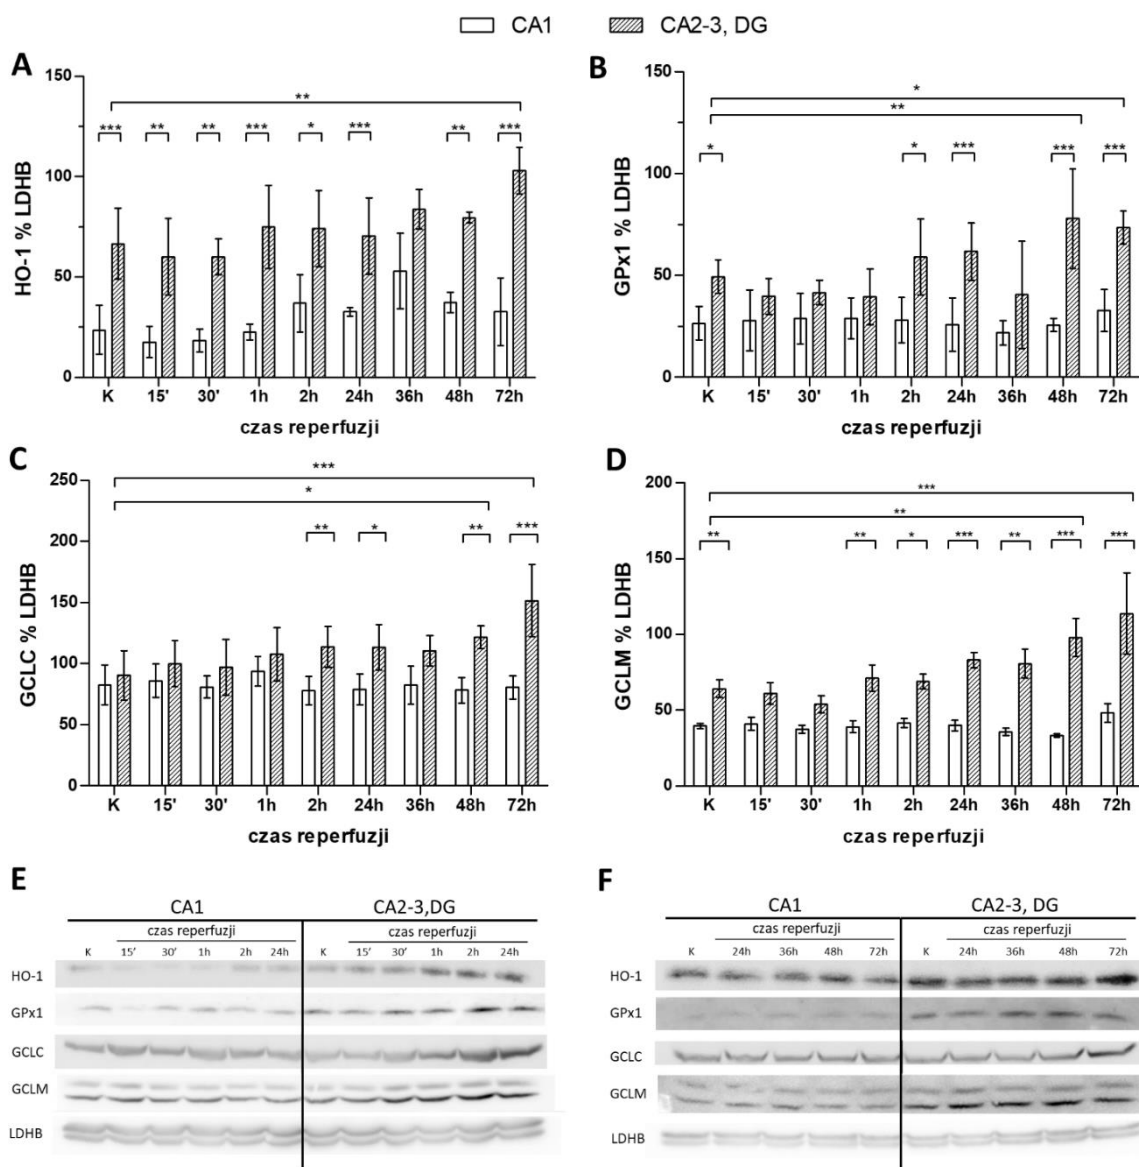 CA1 CA2-3, DG
A
HO-1 % LDHB
150
100
50
0
**
*** ** ** *** * *** ** ***
K 15' 30' 1h 2h 24h 36h 48h 72h
czas reperfuzji
B
GPx1 % LDHB
150
100
50
0
*
**
* * *** *** ***
K 15' 30' 1h 2h 24h 36h 48h 72h
czas reperfuzji
C
GCLC % LDHB
250
200
150
100
50
0
***
*
** * ** ***
K 15' 30' 1h 2h 24h 36h 48h 72h
czas reperfuzji
D
GCLM % LDHB
200
150
100
50
0
***
**
** ** * *** ** *** ***
K 15' 30' 1h 2h 24h 36h 48h 72h
czas reperfuzji
E
CA1 CA2-3,DG
czas reperfuzji czas reperfuzji
K 15' 30' 1h 2h 24h K 15' 30' 1h 2h 24h
HO-1
GPx1
GCLC
GCLM
LDHB
F
CA1 CA2-3, DG
czas reperfuzji czas reperfuzji
K 24h 36h 48h 72h K 24h 36h 48h 72h
HO-1
GPx1
GCLC
GCLM
LDHB